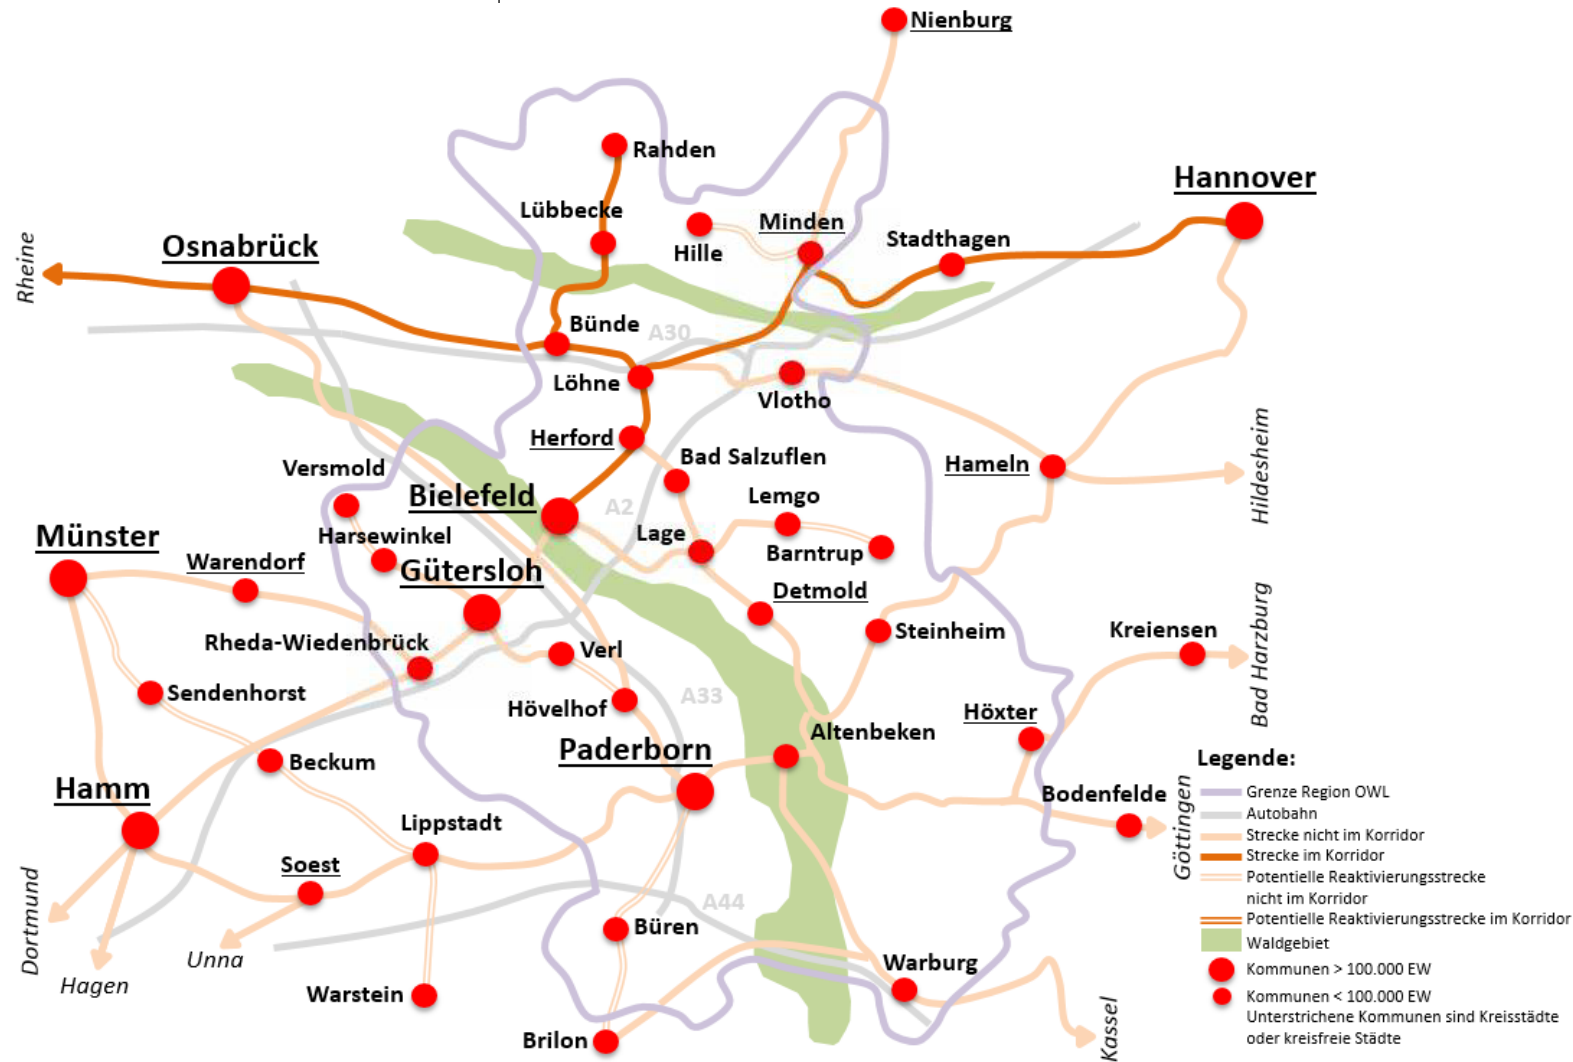 Nienburg
Rahden
Hannover
Lübbecke
Minden
Stadthagen
Osnabrück
Hille
Rheine
Bünde
A30
Löhne
Vlotho
Herford
Bad Salzuflen
Hameln
Hildesheim
Versmold
Bielefeld
Lemgo
A2
Harsewinkel
Lage
Barntrup
Münster
Warendorf
Gütersloh
Detmold
Steinheim
Kreiensen
Bad Harzburg
Rheda-Wiedenbrück
Verl
Sendenhorst
A33
Hövelhof
Höxter
Altenbeken
Paderborn
Beckum
Hamm
Bodenfelde
Göttingen
Lippstadt
Soest
Dortmund
A44
Büren
Unna
Hagen
Warburg
Warstein
Brilon
Kassel
Legende:
Grenze Region OWL
Autobahn
Strecke nicht im Korridor
Strecke im Korridor
Potentielle Reaktivierungsstrecke
nicht im Korridor
Potentielle Reaktivierungsstrecke im Korridor
Waldgebiet
Kommunen > 100.000 EW
Kommunen < 100.000 EW
Unterstrichene Kommunen sind Kreisstädte
oder kreisfreie Städte